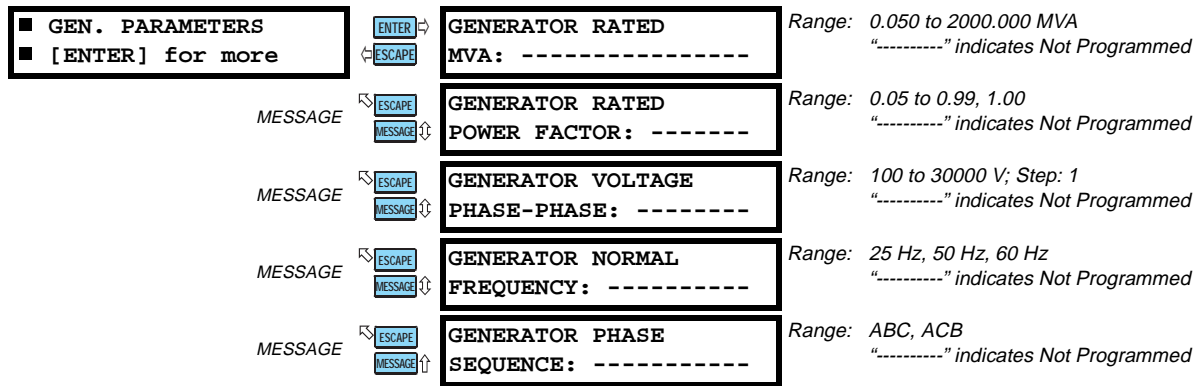 ■ GEN. PARAMETERS
■ [ENTER] for more
ENTER ⇨
⇦ ESCAPE
GENERATOR RATED
MVA: ----------------
Range: 0.050 to 2000.000 MVA
“----------” indicates Not Programmed
MESSAGE
ESCAPE
MESSAGE ⇕
GENERATOR RATED
POWER FACTOR: -------
Range: 0.05 to 0.99, 1.00
“----------” indicates Not Programmed
MESSAGE
ESCAPE
MESSAGE ⇕
GENERATOR VOLTAGE
PHASE-PHASE: --------
Range: 100 to 30000 V; Step: 1
“----------” indicates Not Programmed
MESSAGE
ESCAPE
MESSAGE ⇕
GENERATOR NORMAL
FREQUENCY: ----------
Range: 25 Hz, 50 Hz, 60 Hz
“----------” indicates Not Programmed
MESSAGE
ESCAPE
MESSAGE ⇧
GENERATOR PHASE
SEQUENCE: -----------
Range: ABC, ACB
“----------” indicates Not Programmed